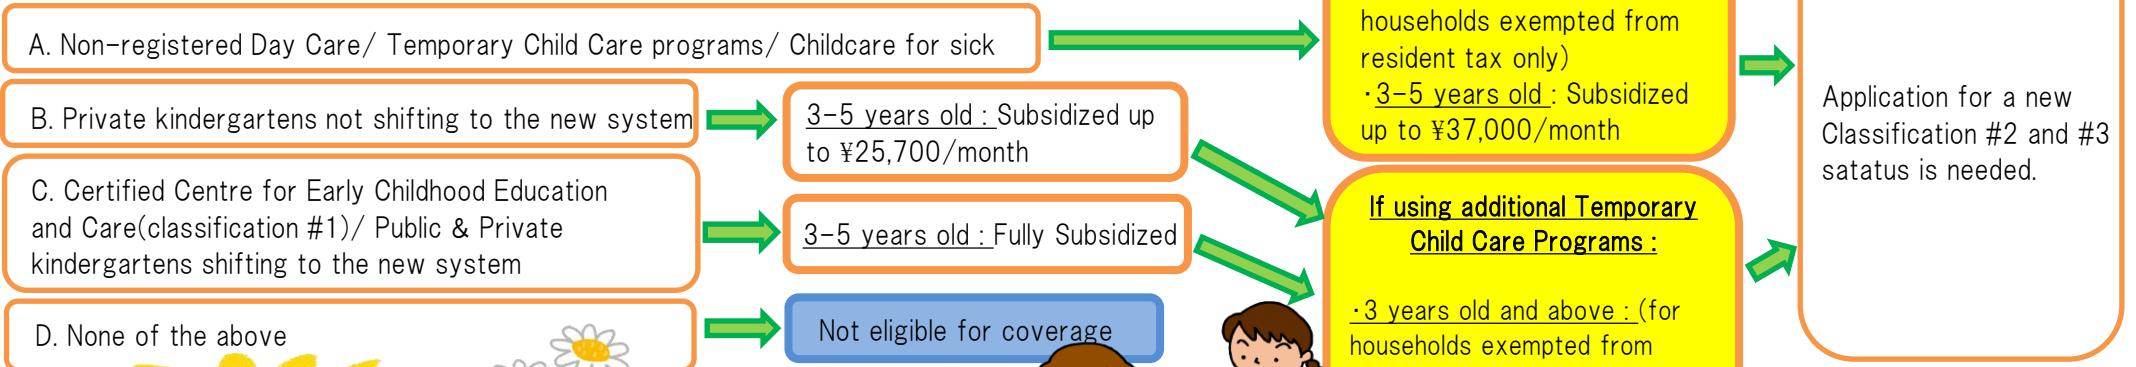 A. Non-registered Day Care/ Temporary Child Care programs/ Childcare for sick
households exempted from
resident tax only)
・3-5 years old : Subsidized
up to ¥37,000/month
B. Private kindergartens not shifting to the new system
3-5 years old : Subsidized up
to ¥25,700/month
C. Certified Centre for Early Childhood Education
and Care(classification #1)/ Public & Private
kindergartens shifting to the new system
3-5 years old : Fully Subsidized
D. None of the above
Not eligible for coverage
If using additional Temporary
Child Care Programs :
・3 years old and above : (for
households exempted from
Application for a new
Classification #2 and #3
satatus is needed.